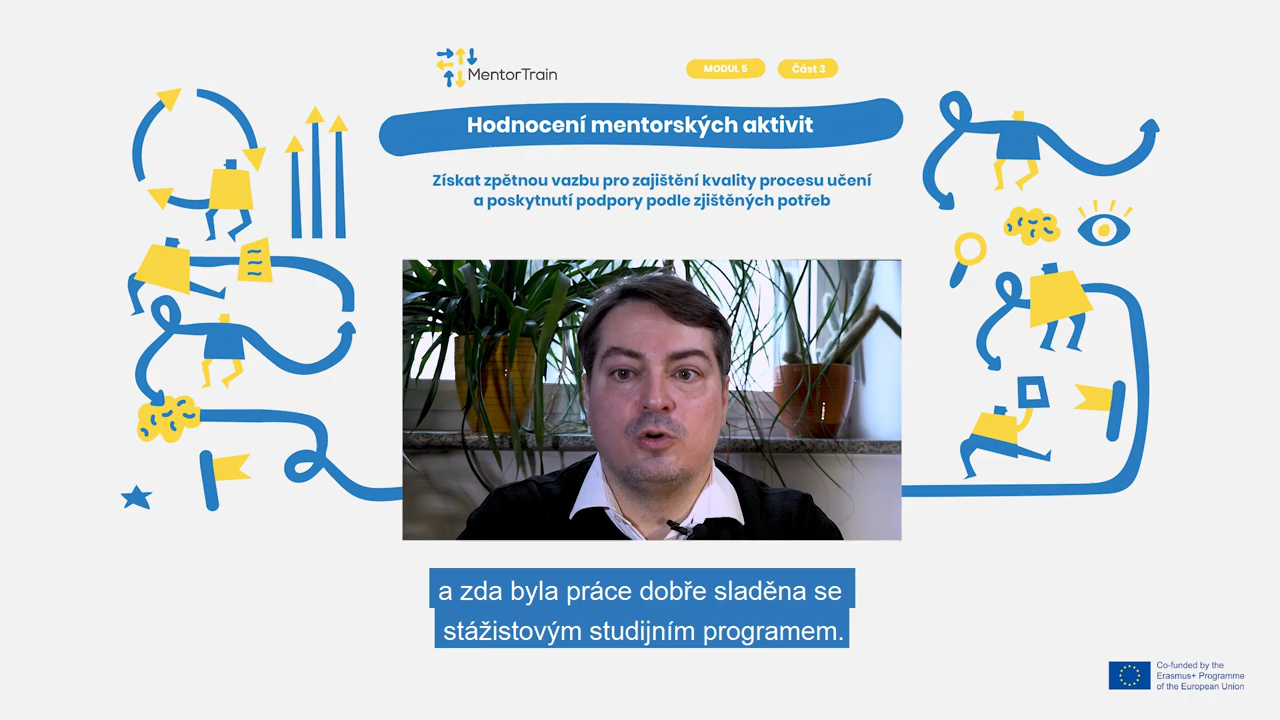 MentorTrain
MODUL 5
Část 3
Hodnocení mentorských aktivit
Získat zpětnou vazbu pro zajištění kvality procesu učení
a poskytnutí podpory podle zjištěných potřeb
a zda byla práce dobře sladěna se
stážistovým studijním programem.
Co-funded by the
Erasmus+ Programme
of the European Union